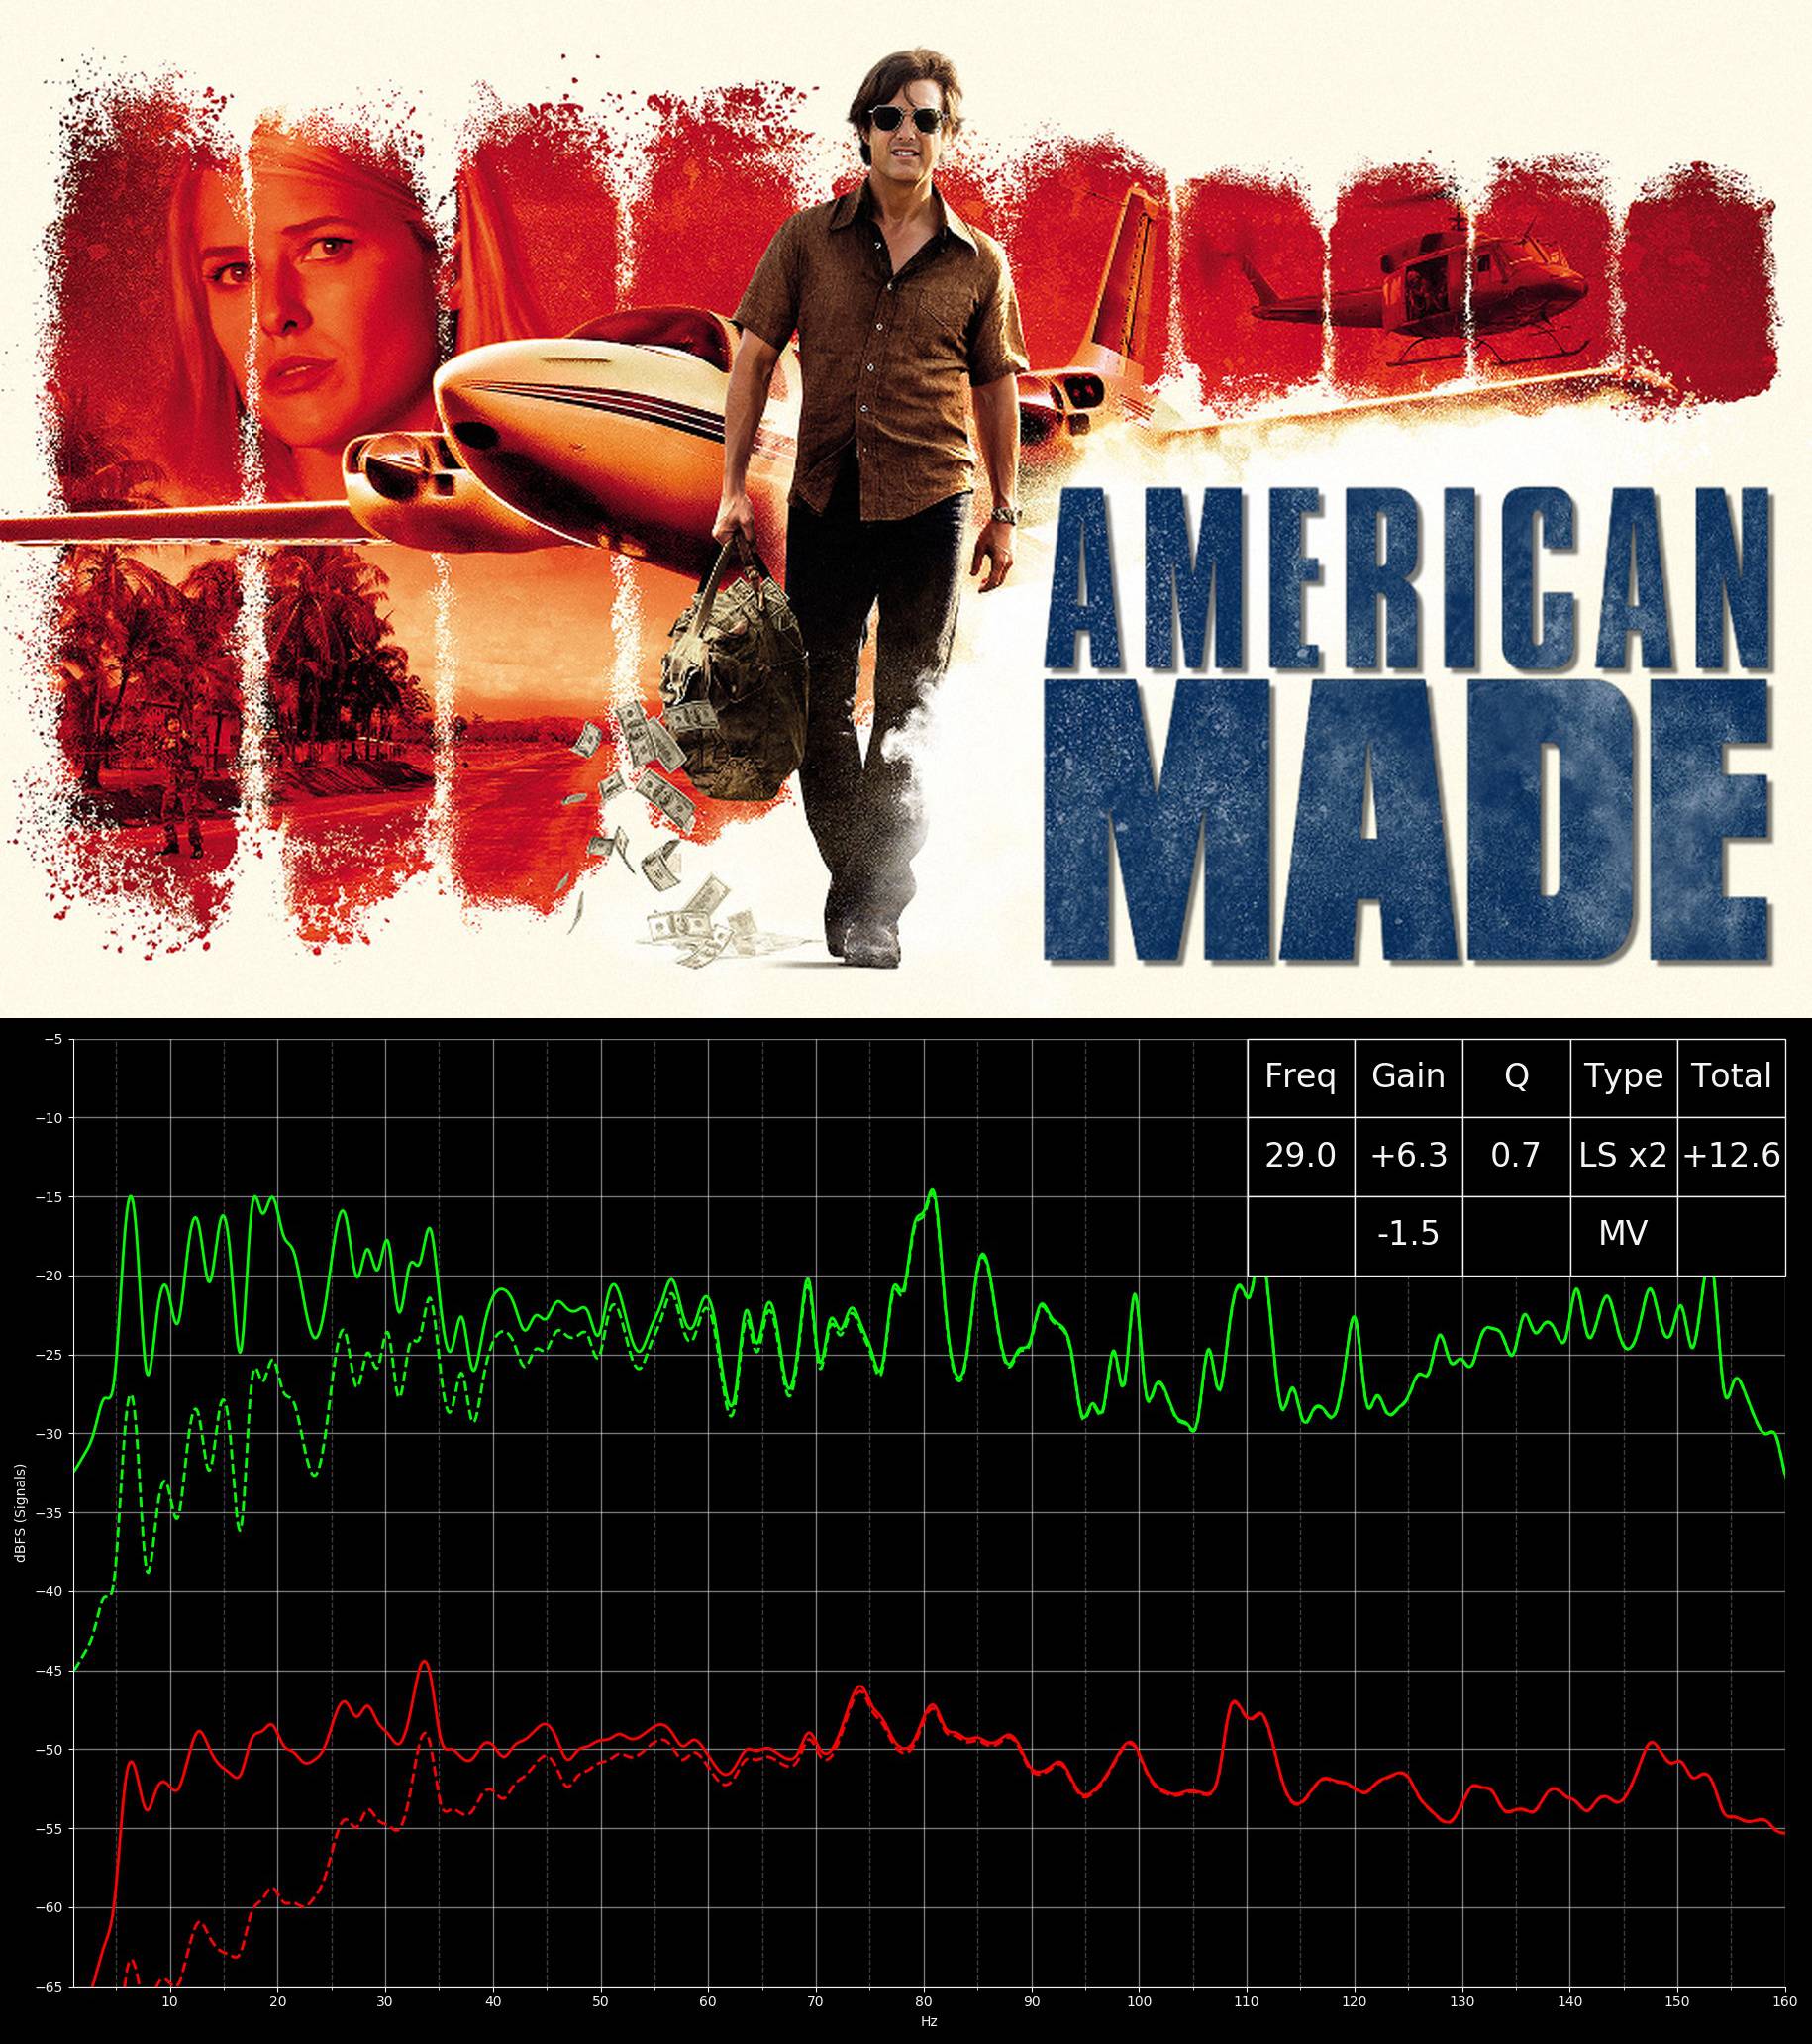 AMERICAN
MADE
Freq Gain Q Type Total
29.0 +6.3 0.7 LS x2 +12.6
-1.5 MV
−5
−10
−15
−20
−25
−30
−35
−40
−45
−50
−55
−60
−65
dBFS (Signals)
10 20 30 40 50 60 70 80 90 100 110 120 130 140 150 160
Hz